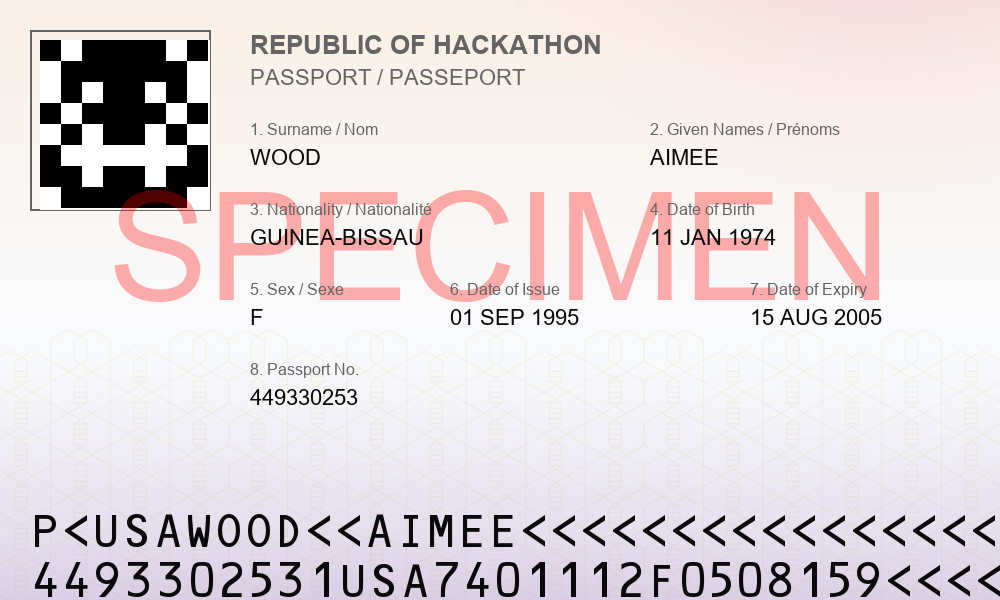 REPUBLIC OF HACKATHON
PASSPORT / PASSEPORT
1. Surname / Nom 2. Given Names / Prénoms
WOOD AIMEE
SPECIMEN
3. Nationality / Nationalité 4. Date of Birth
GUINEA-BISSAU 11 JAN 1974
5. Sex / Sexe 6. Date of Issue 7. Date of Expiry
F 01 SEP 1995 15 AUG 2005
8. Passport No.
449330253
P<USAWOOD<<AIMEE<<<<<<<<<<<<<<<<
4493302531USA7401112F0508159<<<<